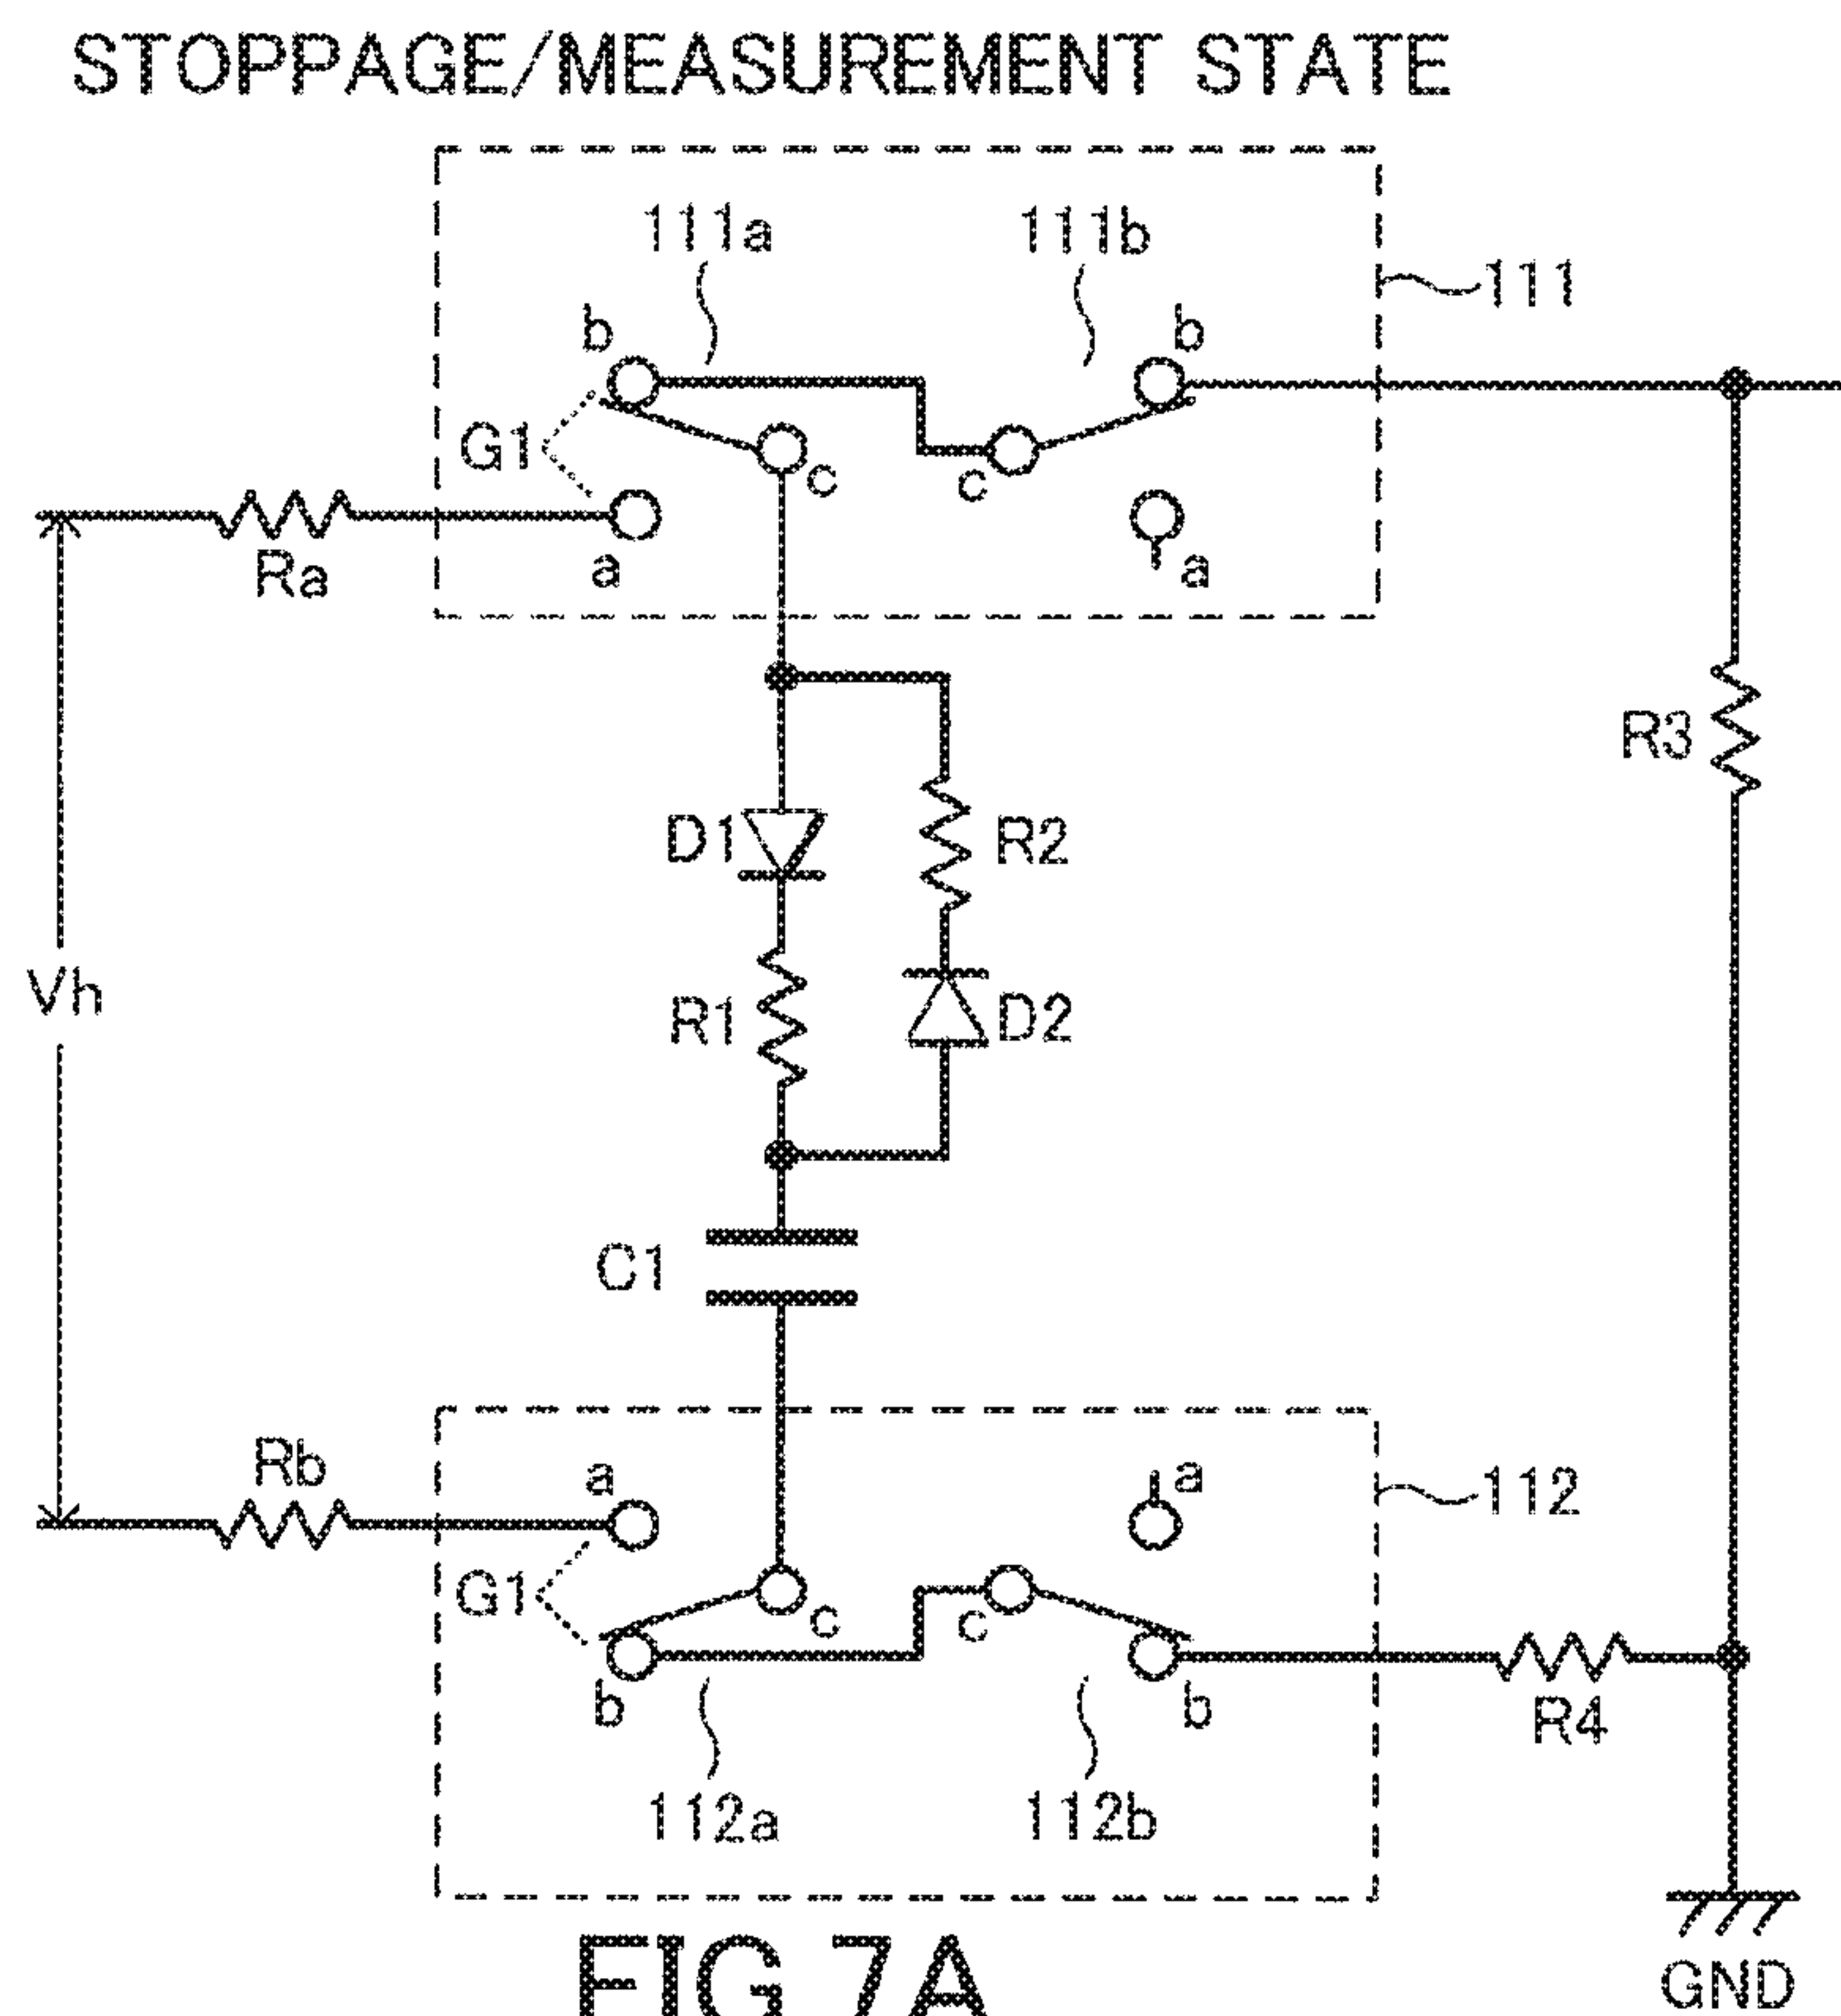 STOPPAGE/MEASUREMENT STATE
111a
111b
111
b
b
G1
c
c
Ra
a
a
R3
D1
R2
Vh
R1
D2
C1
Rb
a
a
112
G1
c
c
b
b
R4
112a
112b
GND
FIG.7A